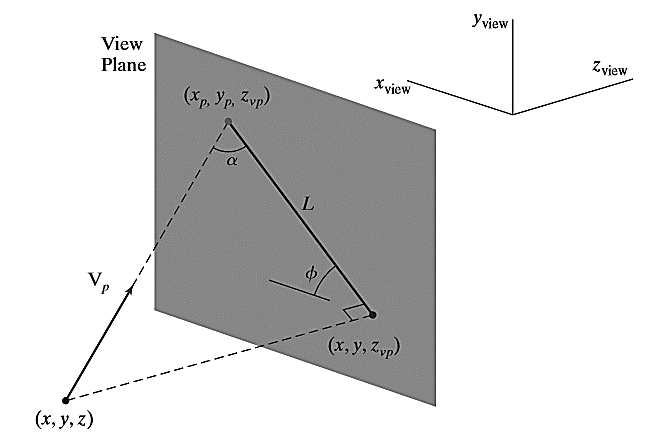 y_view
View
Plane
z_view
x_view
(x_p, y_p, z_vp)
α
L
V_p
ϕ
(x, y, z_vp)
(x, y, z)